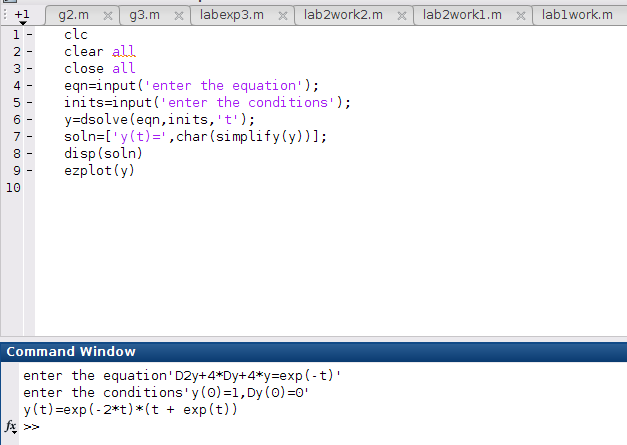 +1 g2.m g3.m labexp3.m lab2work2.m lab2work1.m lab1work.m
1 - clc
2 - clear all
3 - close all
4 - eqn=input('enter the equation');
5 - inits=input('enter the conditions');
6 - y=dsolve(eqn,inits,'t');
7 - soln=['y(t)=',char(simplify(y))];
8 - disp(soln)
9 - ezplot(y)
10
Command Window
enter the equation'D2y+4*Dy+4*y=exp(-t)'
enter the conditions'y(0)=1,Dy(0)=0'
y(t)=exp(-2*t)*(t + exp(t))
fx >>